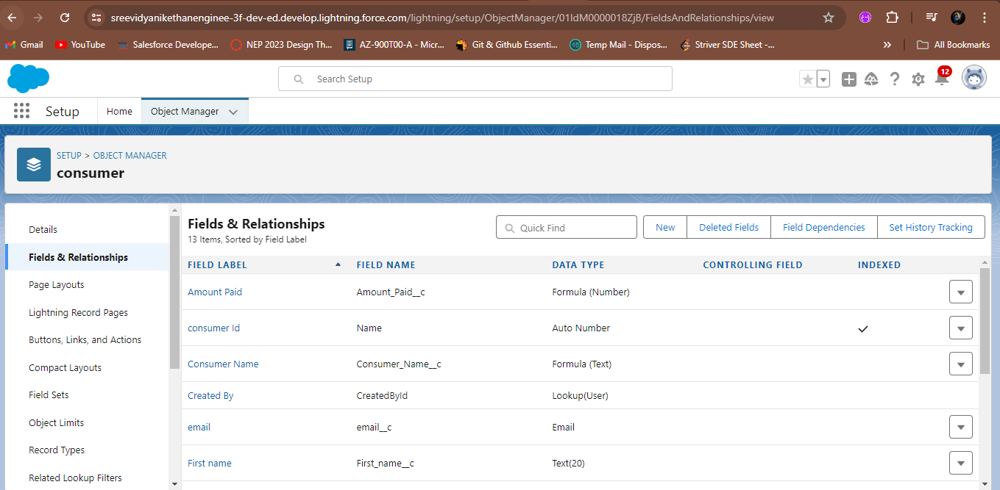 sreevidyanikethanenginee-3f-dev-ed.develop.lightning.force.com/lightning/setup/ObjectManager/01IdM0000018ZjB/FieldsAndRelationships/view
Gmail YouTube Salesforce Develope... NEP 2023 Design Th... AZ-900T00-A - Micr... Git & Github Essenti... Temp Mail - Dispos... Striver SDE Sheet -... » All Bookmarks
Search Setup
12
Setup Home Object Manager
SETUP > OBJECT MANAGER
consumer
Details
Fields & Relationships
Page Layouts
Lightning Record Pages
Buttons, Links, and Actions
Compact Layouts
Field Sets
Object Limits
Record Types
Related Lookup Filters
Fields & Relationships
13 Items, Sorted by Field Label
Quick Find
New Deleted Fields Field Dependencies Set History Tracking
FIELD LABEL FIELD NAME DATA TYPE CONTROLLING FIELD INDEXED
Amount Paid Amount_Paid__c Formula (Number)
consumer Id Name Auto Number
Consumer Name Consumer_Name__c Formula (Text)
Created By CreatedById Lookup(User)
email email__c Email
First name First_name__c Text(20)